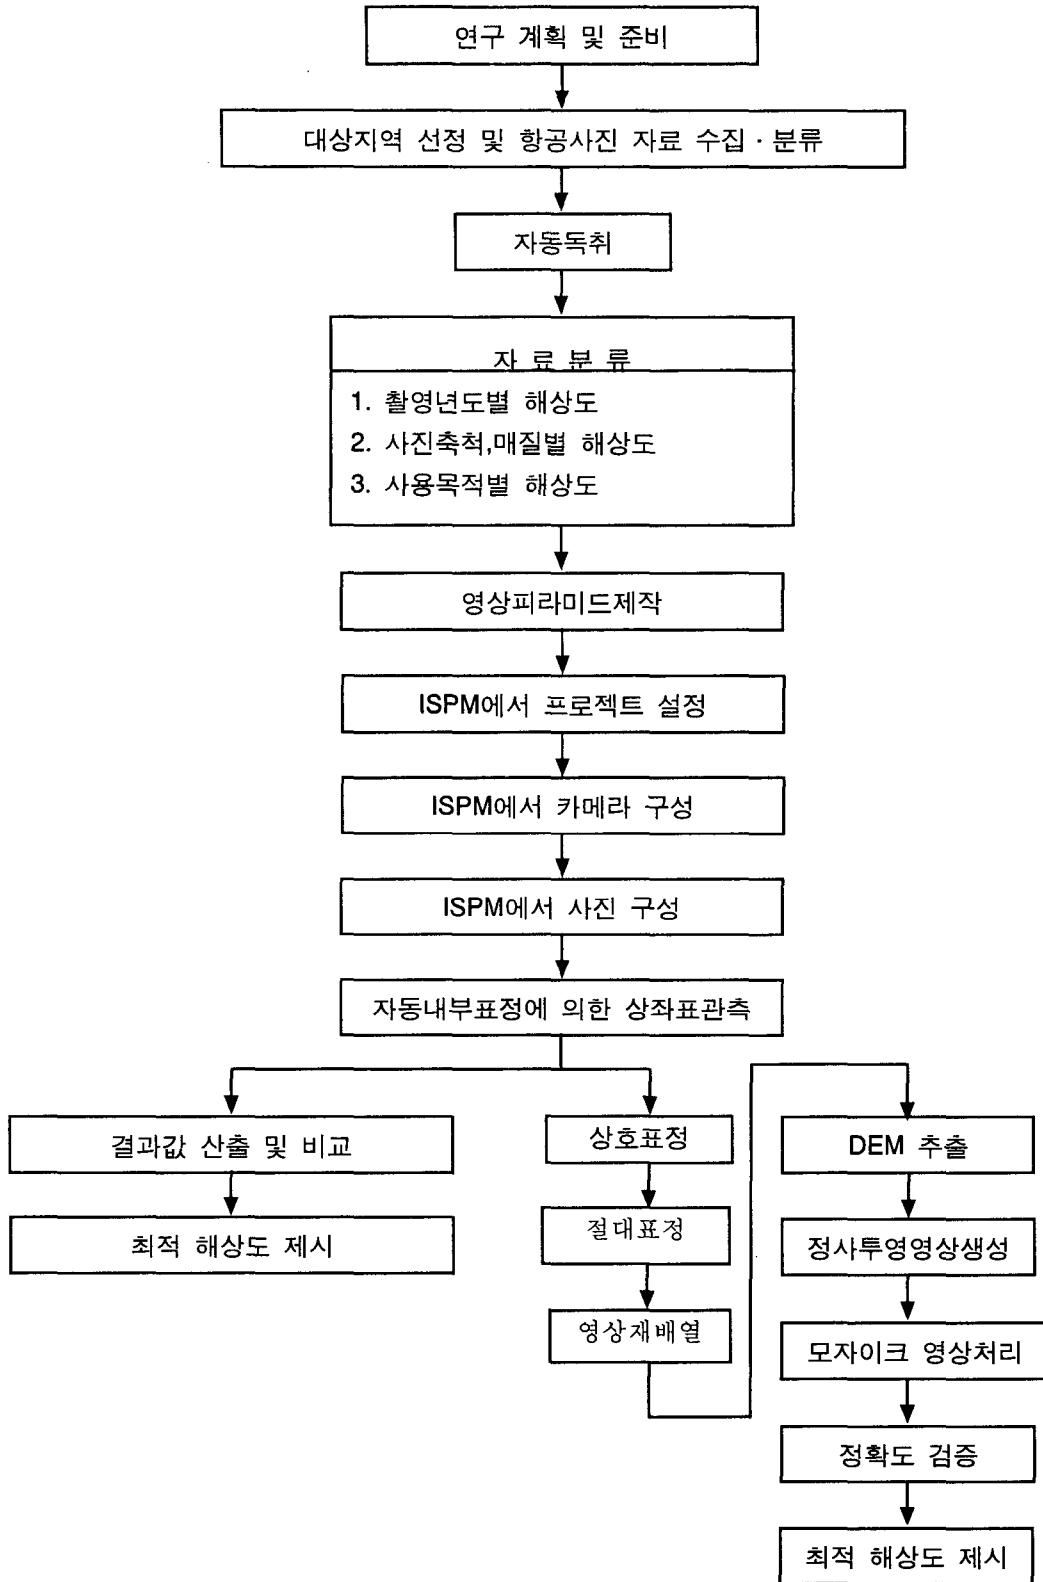 연구 계획 및 준비
대상지역 선정 및 항공사진 자료 수집 · 분류
자동독취
자 료 분 류
1. 촬영년도별 해상도
2. 사진축척,매질별 해상도
3. 사용목적별 해상도
영상피라미드제작
ISPM에서 프로젝트 설정
ISPM에서 카메라 구성
ISPM에서 사진 구성
자동내부표정에 의한 상좌표관측
결과값 산출 및 비교
최적 해상도 제시
상호표정
절대표정
영상재배열
DEM 추출
정사투영영상생성
모자이크 영상처리
정확도 검증
최적 해상도 제시